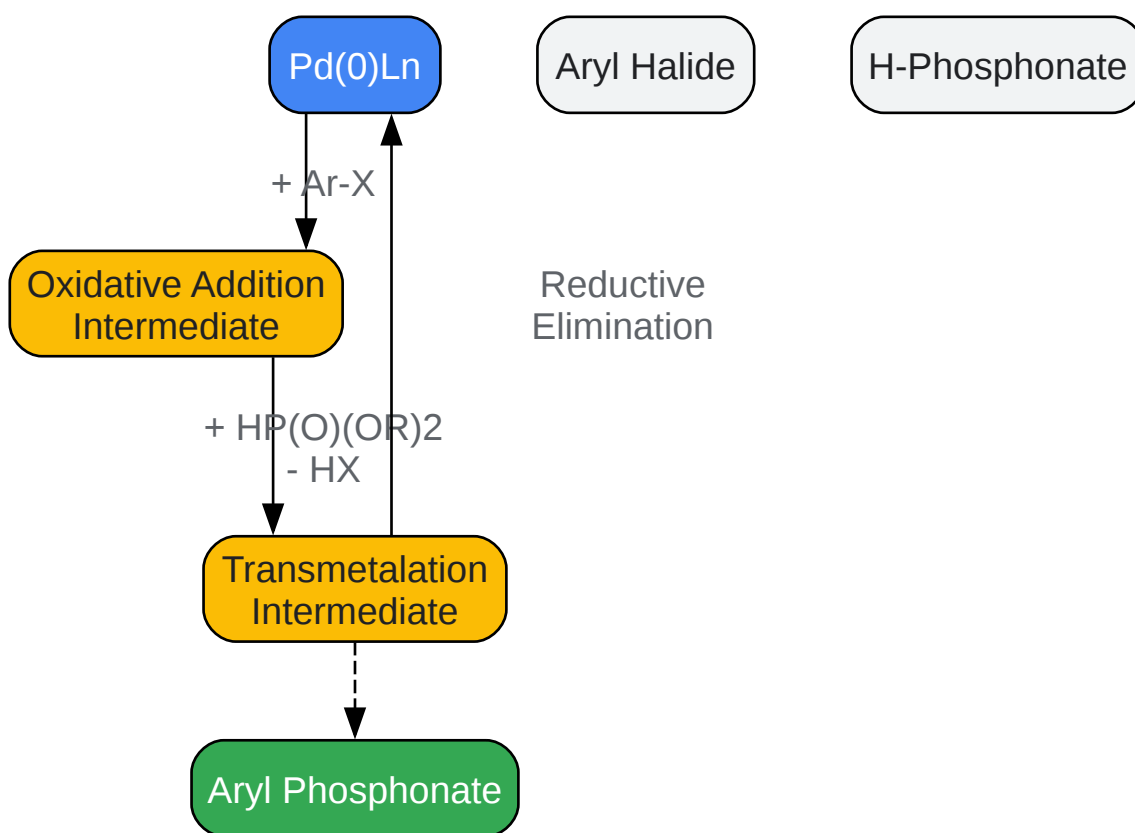 Pd(0)Ln
Aryl Halide
H-Phosphonate
+ Ar-X
Oxidative Addition
Intermediate
Reductive
Elimination
+ HP(O)(OR)2
- HX
Transmetalation
Intermediate
Aryl Phosphonate